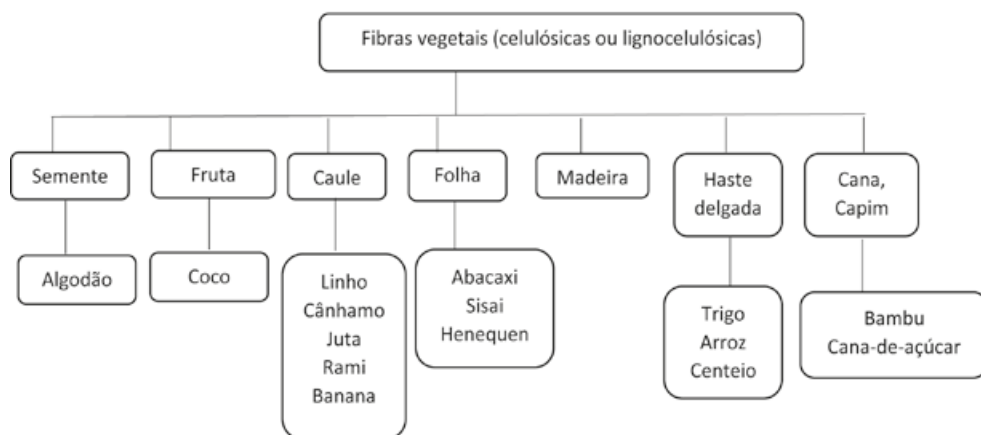 Fibras vegetais (celulósicas ou lignocelulósicas)
Semente
Fruta
Caule
Folha
Madeira
Haste
delgada
Cana,
Capim
Algodão
Coco
Linho
Cânhamo
Juta
Rami
Banana
Abacaxi
Sisai
Henequen
Trigo
Arroz
Centeio
Bambu
Cana-de-açúcar